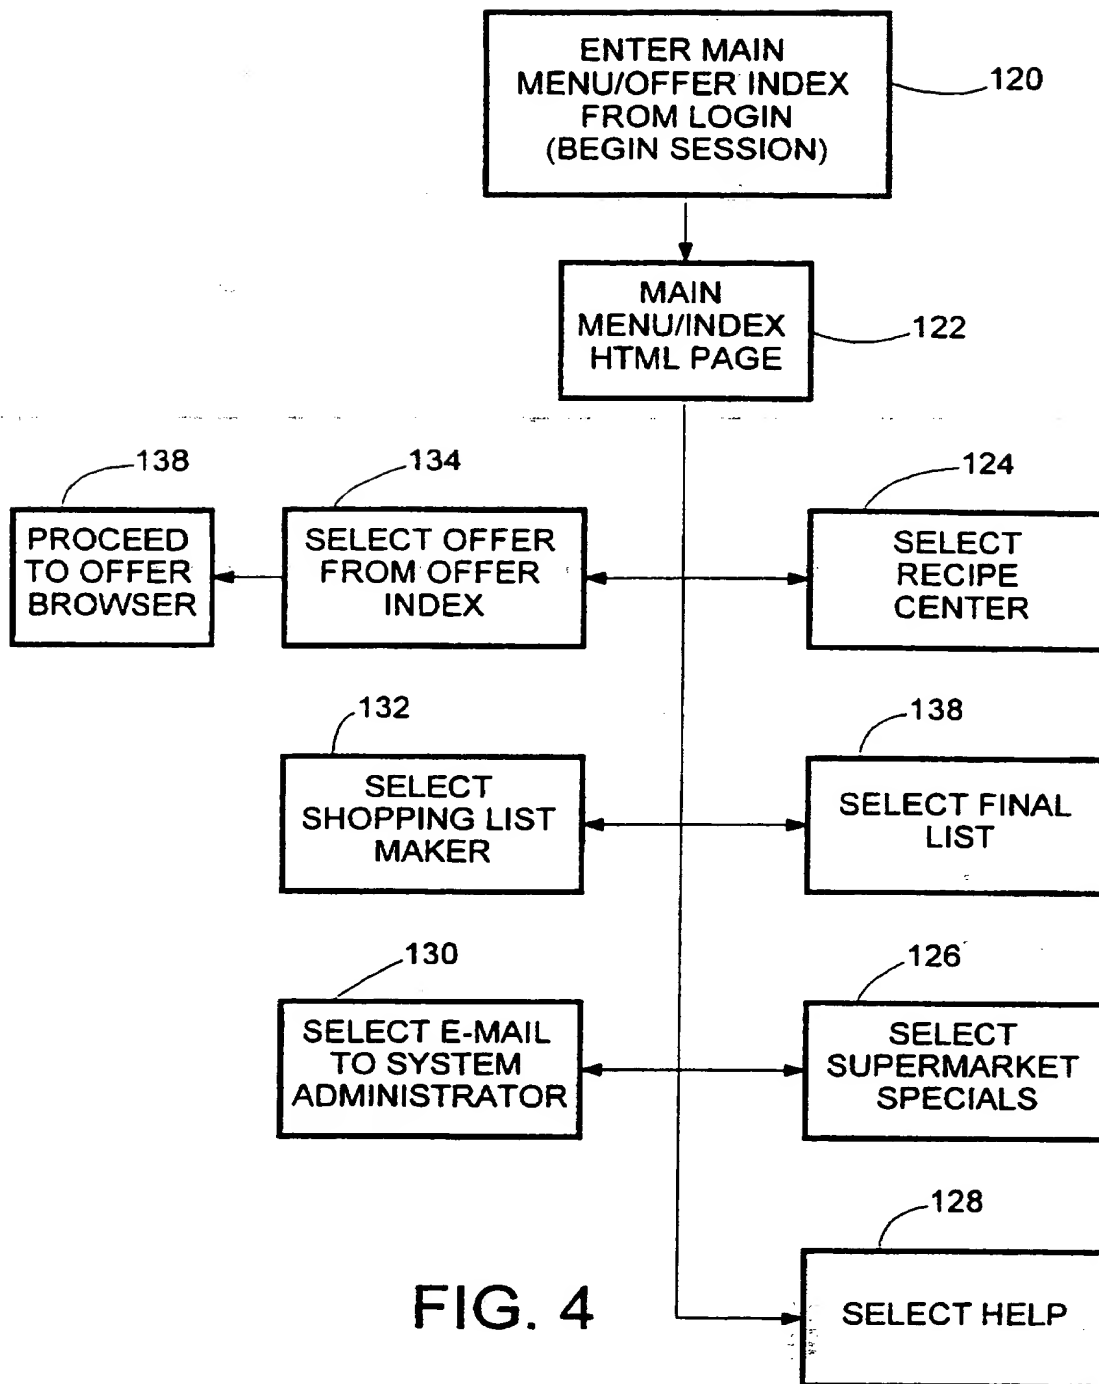 ENTER MAIN
MENU/OFFER INDEX
FROM LOGIN
(BEGIN SESSION)
120
MAIN
MENU/INDEX
HTML PAGE
122
138
PROCEED
TO OFFER
BROWSER
134
SELECT OFFER
FROM OFFER
INDEX
124
SELECT
RECIPE
CENTER
132
SELECT
SHOPPING LIST
MAKER
138
SELECT FINAL
LIST
130
SELECT E-MAIL
TO SYSTEM
ADMINISTRATOR
126
SELECT
SUPERMARKET
SPECIALS
128
SELECT HELP
FIG. 4